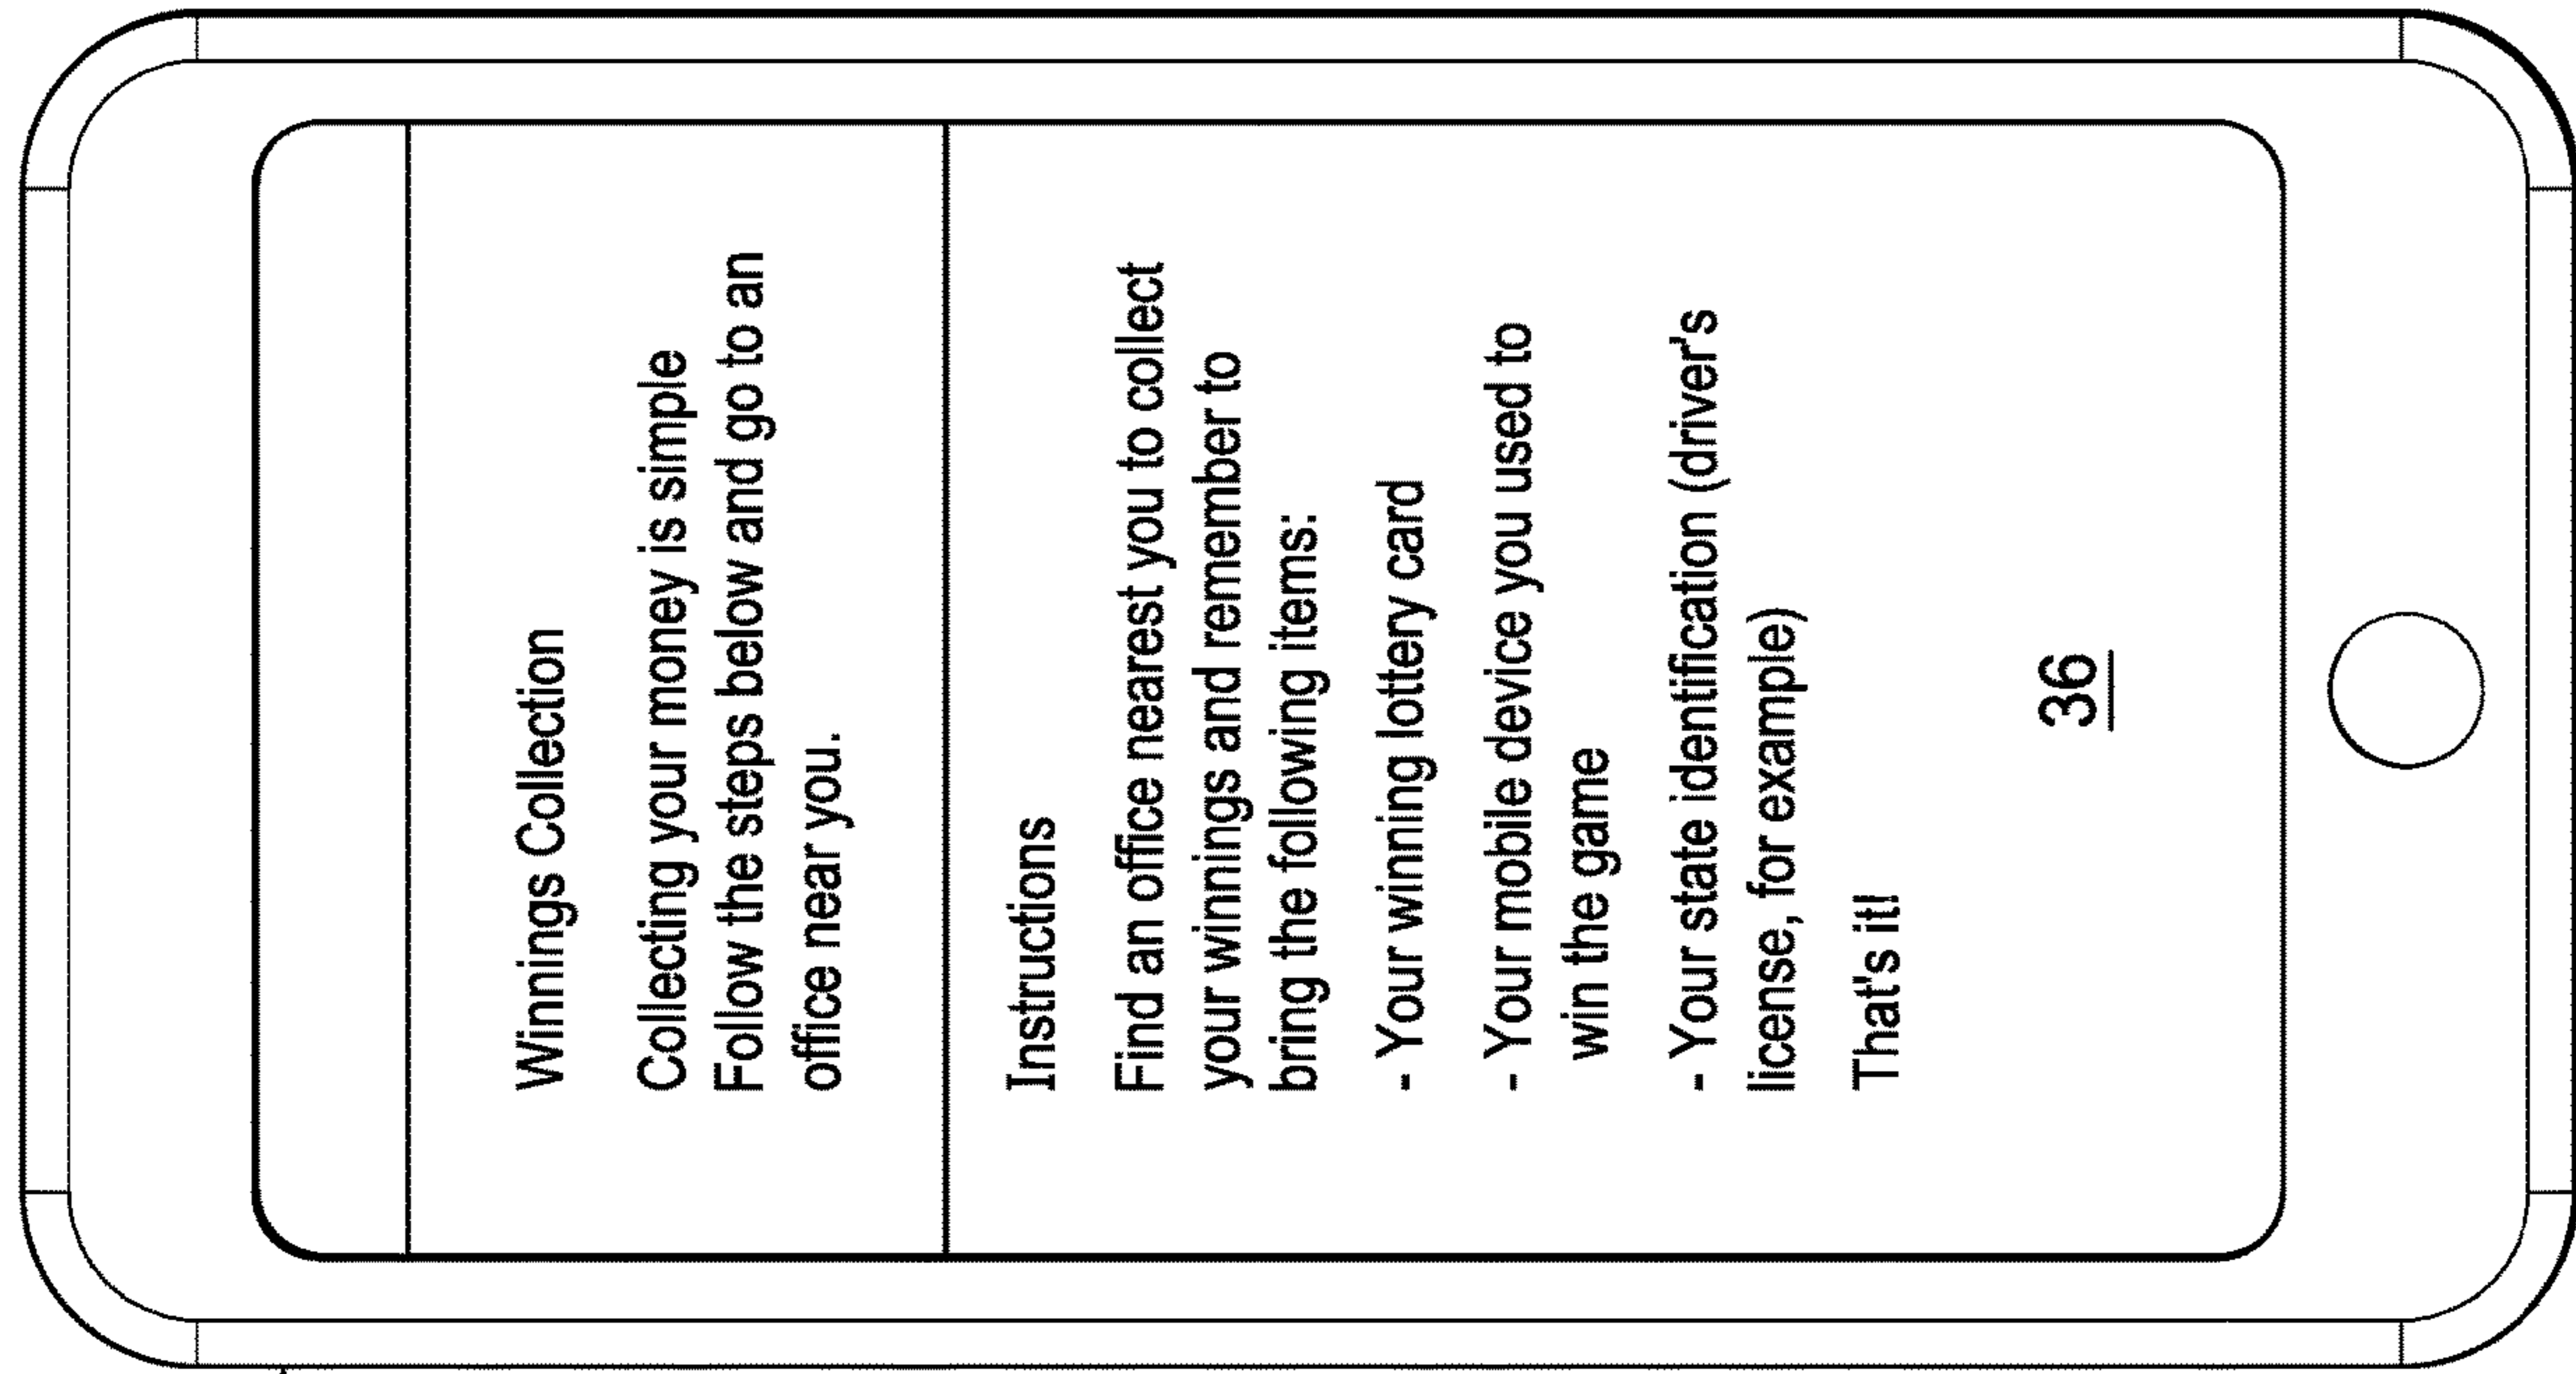 Winnings Collection
Collecting your money is simple
Follow the steps below and go to an
office near you.
Instructions
Find an office nearest you to collect
your winnings and remember to
bring the following items:
- Your winning lottery card
- Your mobile device you used to
win the game
- Your state identification (driver's
license, for example)
That's it!
36